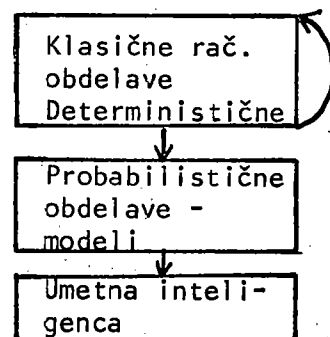 Klasične rač.
obdelave
Deterministične
Probabilistične
obdelave -
modeli
Umetna inteli-
genca